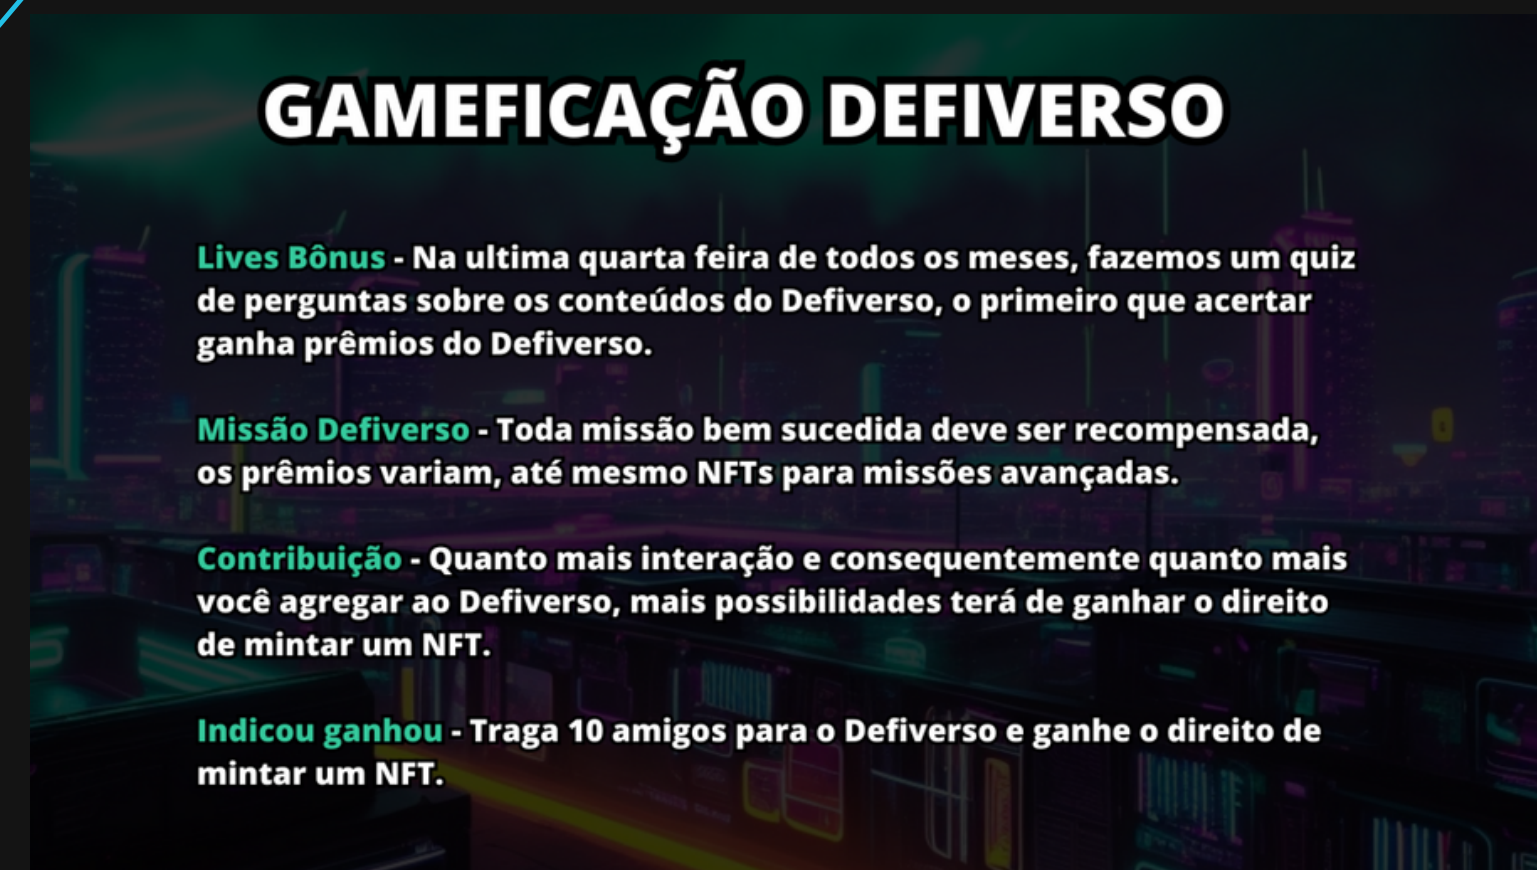 GAMEFICAÇÃO DEFIVERSO
Lives Bônus - Na ultima quarta feira de todos os meses, fazemos um quiz
de perguntas sobre os conteúdos do Defiverso, o primeiro que acertar
ganha prêmios do Defiverso.
Missão Defiverso - Toda missão bem sucedida deve ser recompensada,
os prêmios variam, até mesmo NFTs para missões avançadas.
Contribuição - Quanto mais interação e consequentemente quanto mais
você agregar ao Defiverso, mais possibilidades terá de ganhar o direito
de mintar um NFT.
Indicou ganhou - Traga 10 amigos para o Defiverso e ganhe o direito de
mintar um NFT.